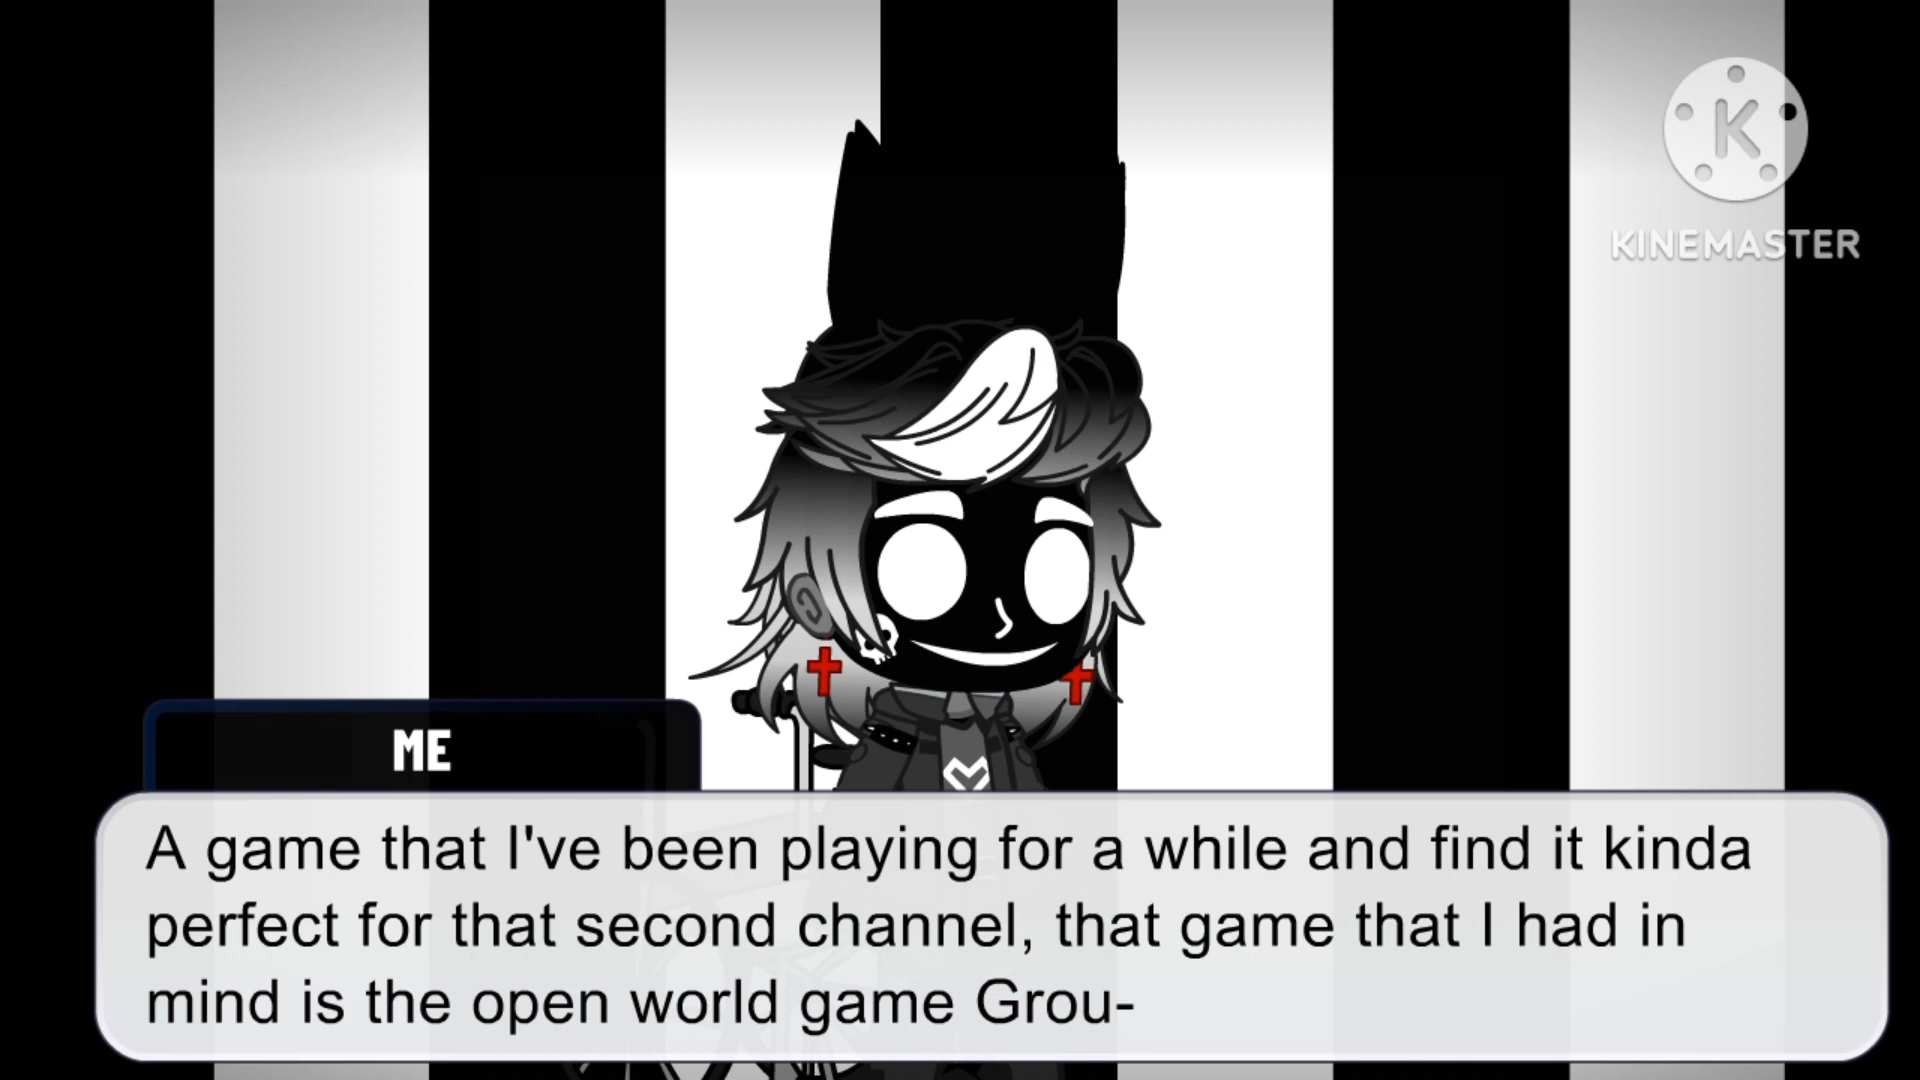 K
KINEMASTER
ME
A game that I've been playing for a while and find it kinda
perfect for that second channel, that game that I had in
mind is the open world game Grou-